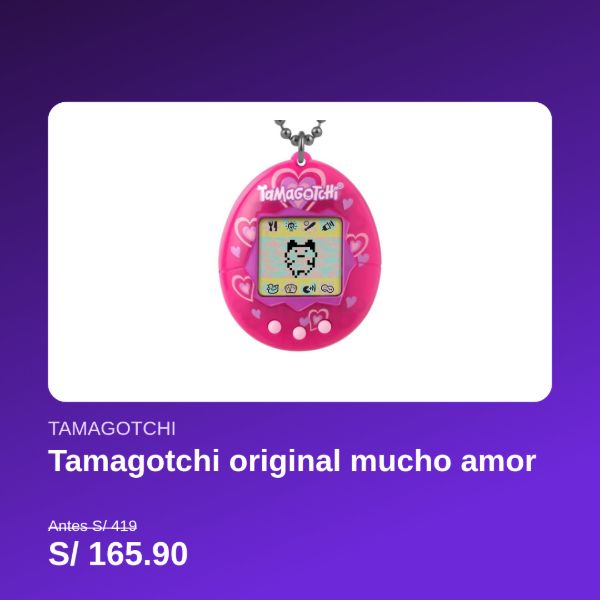 TAMAGOTCHI
TAMAGOTCHI
Tamagotchi original mucho amor
Antes S/ 419
S/ 165.90